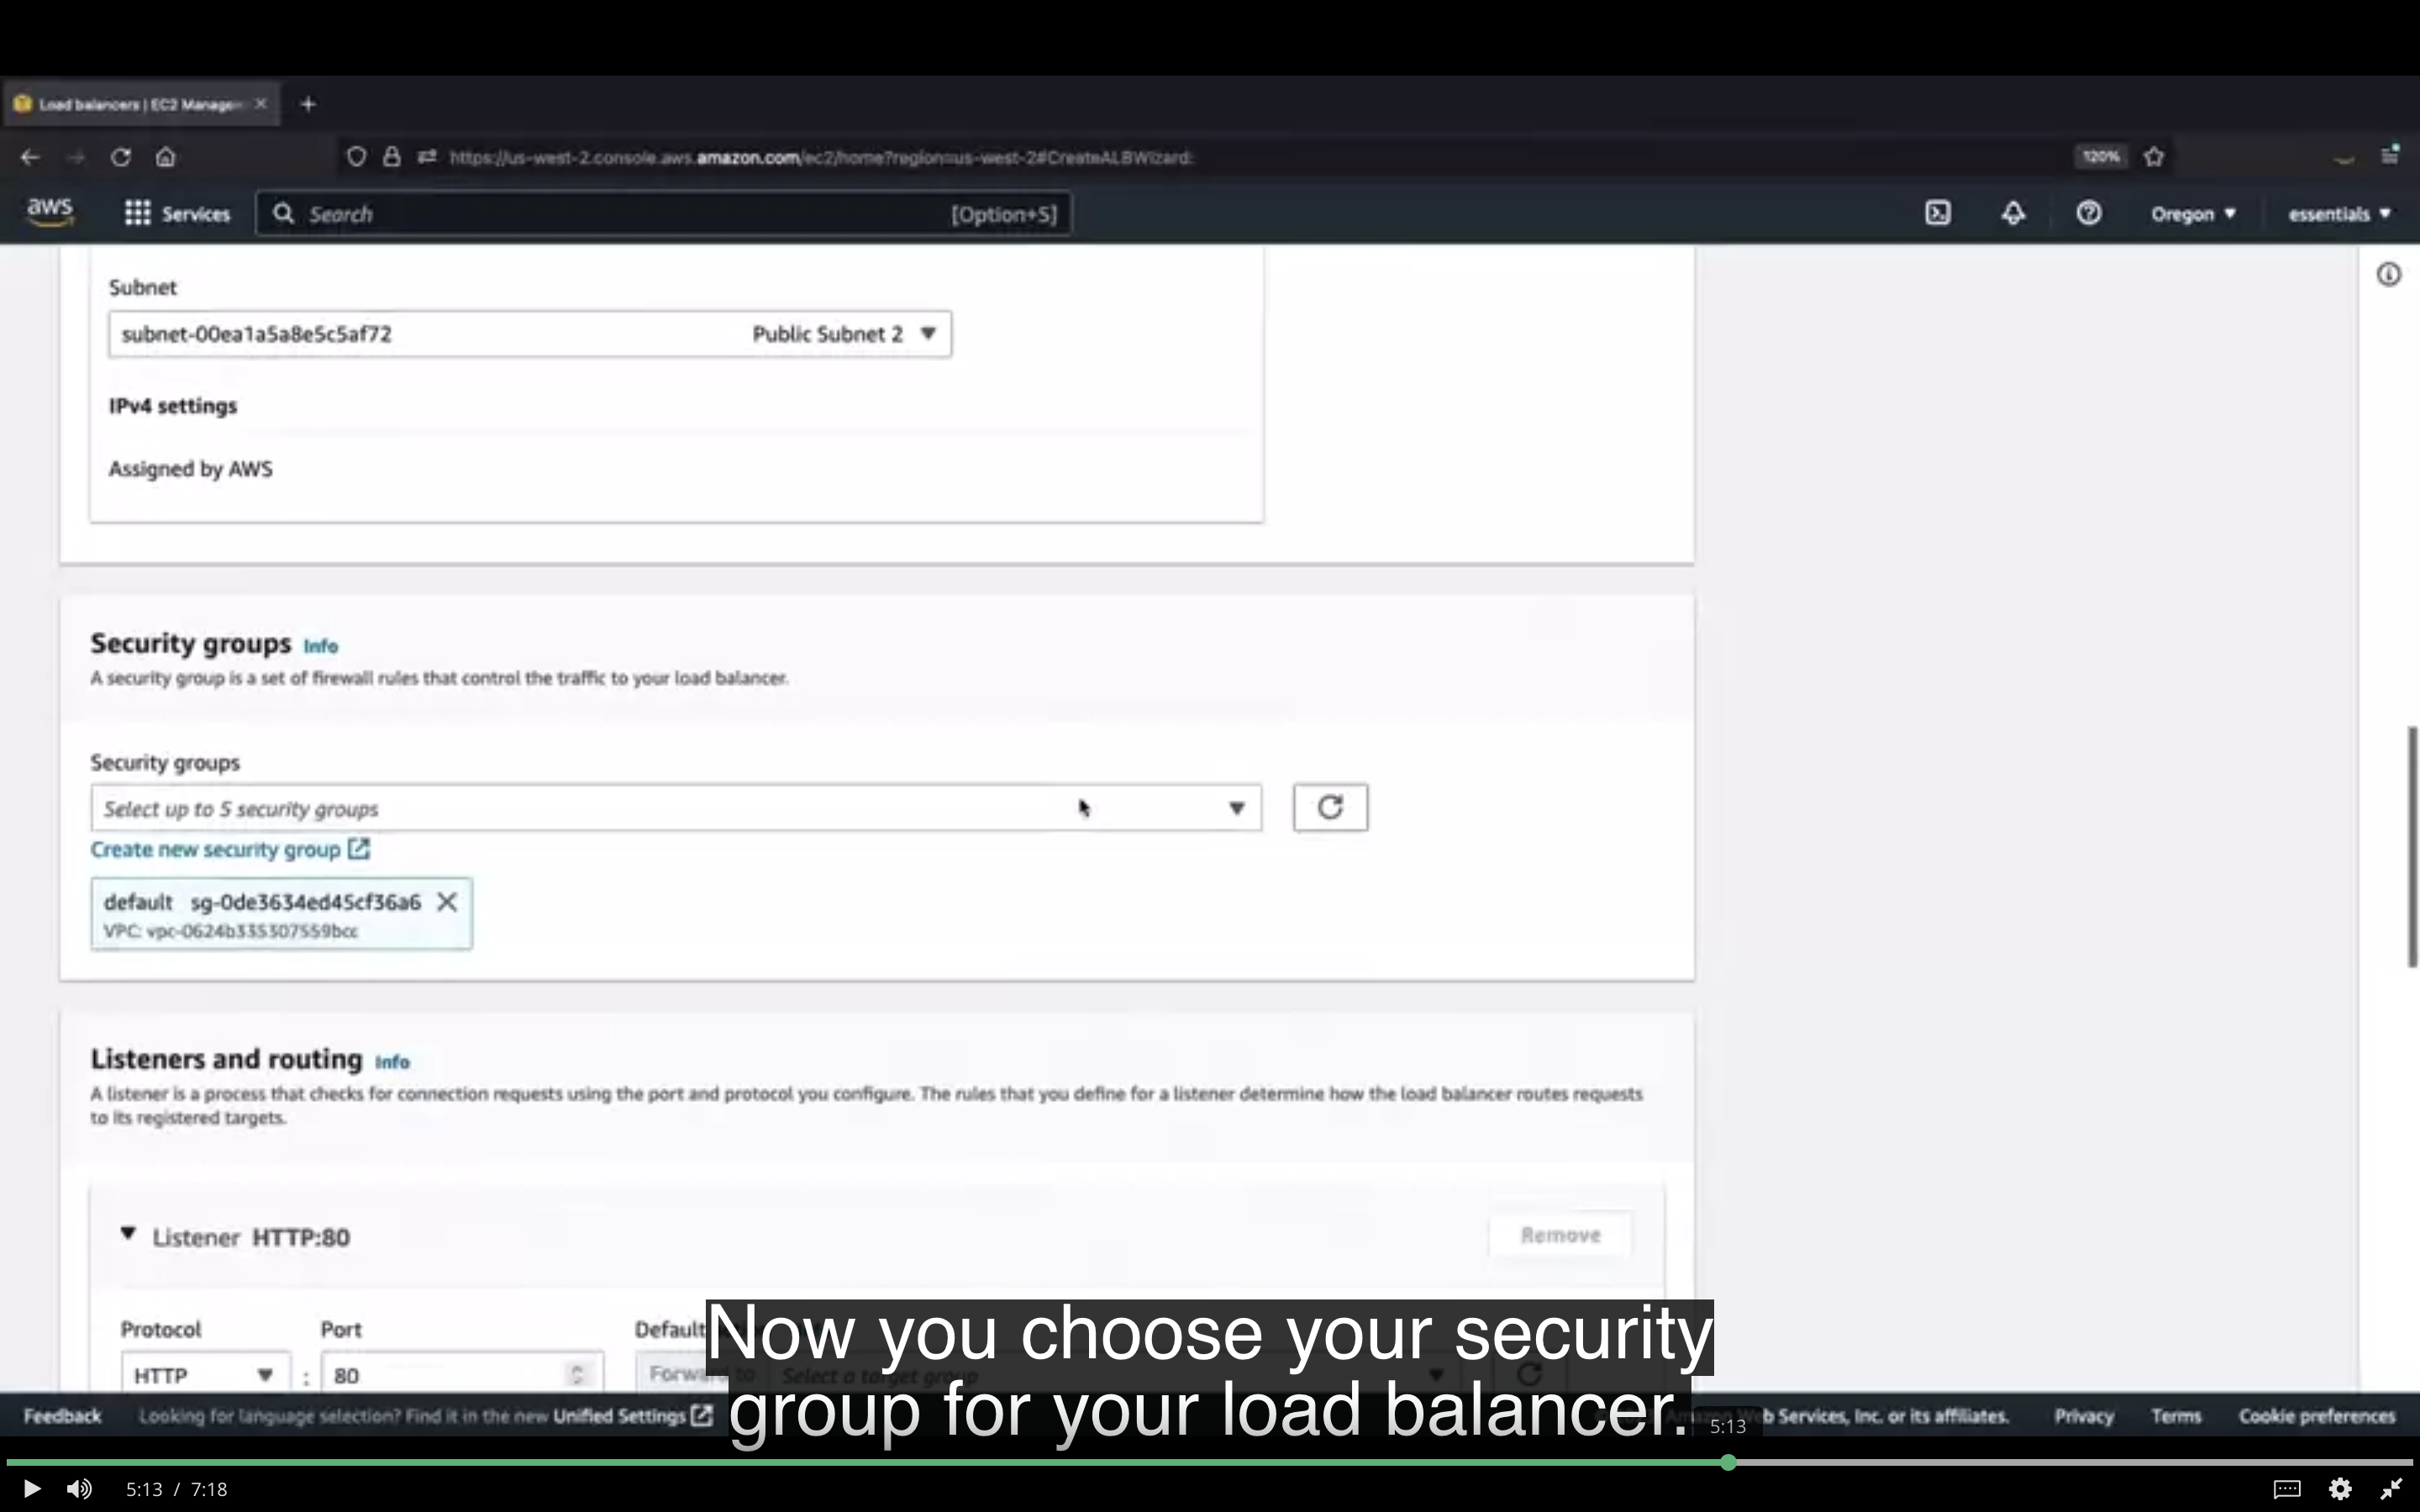 Load balancers | EC2 Manage
https://us-west-2.console.aws.amazon.com/ec2/home?region=us-west-2#CreateALBWizard:
120%
aws
Services
Search
[Option+S]
Oregon
essentials
Subnet
subnet-00ea1a5a8e5c5af72 Public Subnet 2
IPv4 settings
Assigned by AWS
Security groups Info
A security group is a set of firewall rules that control the traffic to your load balancer.
Security groups
Select up to 5 security groups
Create new security group
default sg-0de3634ed45cf36a6
VPC: vpc-0624b335307559bcc
Listeners and routing Info
A listener is a process that checks for connection requests using the port and protocol you configure. The rules that you define for a listener determine how the load balancer routes requests
to its registered targets.
Listener HTTP:80
Remove
Protocol Port Default
HTTP : 80 Forward to Select a target group
Now you choose your security
group for your load balancer.
Feedback Looking for language selection? Find it in the new Unified Settings
b Services, Inc. or its affiliates. Privacy Terms Cookie preferences
5:13
5:13 / 7:18